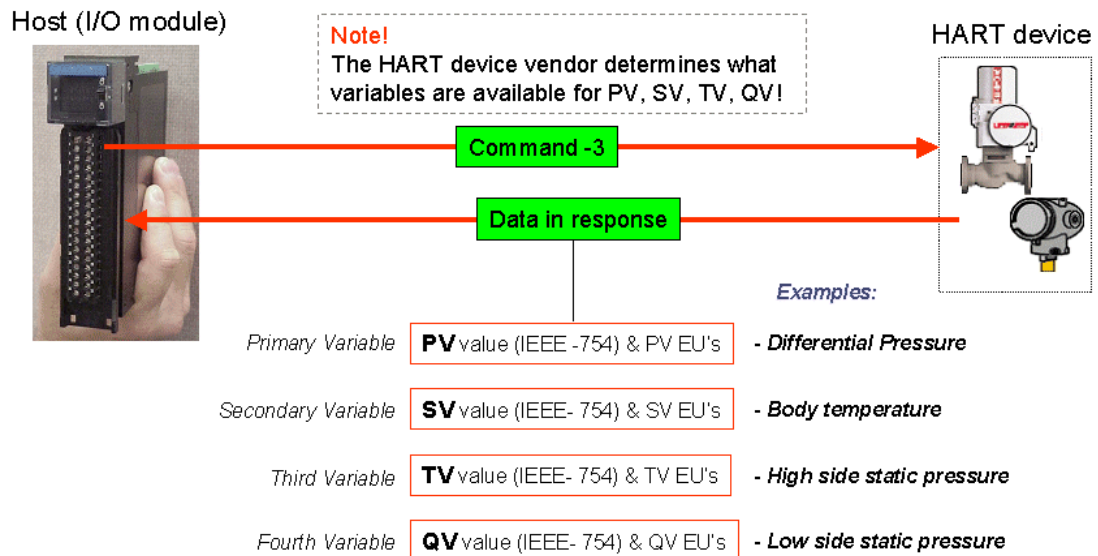 Host (I/O module)
Note!
The HART device vendor determines what
variables are available for PV, SV, TV, QV!
HART device
Command -3
Data in response
Examples:
Primary Variable PV value (IEEE -754) & PV EU's - Differential Pressure
Secondary Variable SV value (IEEE- 754) & SV EU's - Body temperature
Third Variable TV value (IEEE- 754) & TV EU's - High side static pressure
Fourth Variable QV value (IEEE- 754) & QV EU's - Low side static pressure